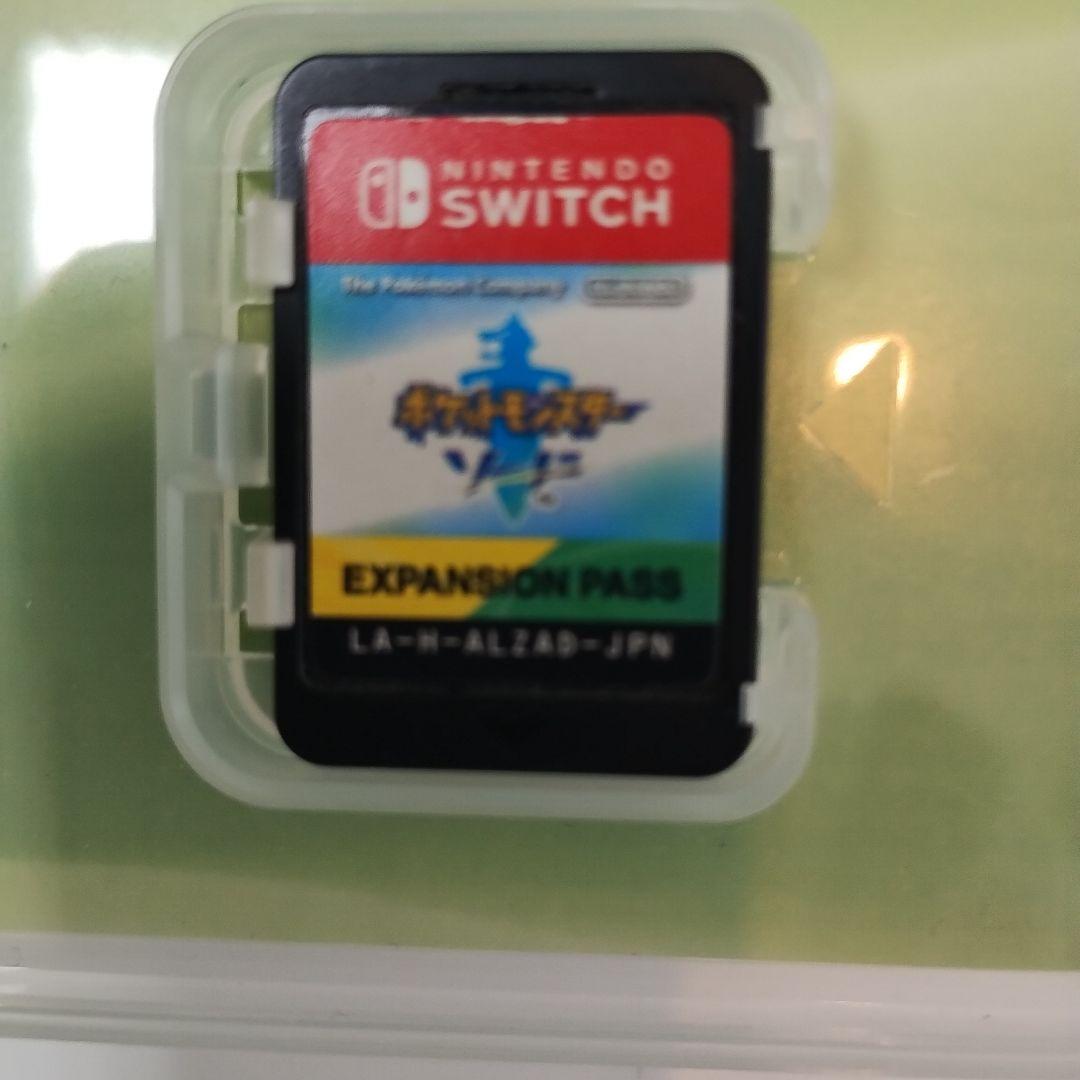 NINTENDO
SWITCH
The Pokémon Company
ポケットモンスター
ソード
EXPANSION PASS
LA-H-ALZAD-JPN